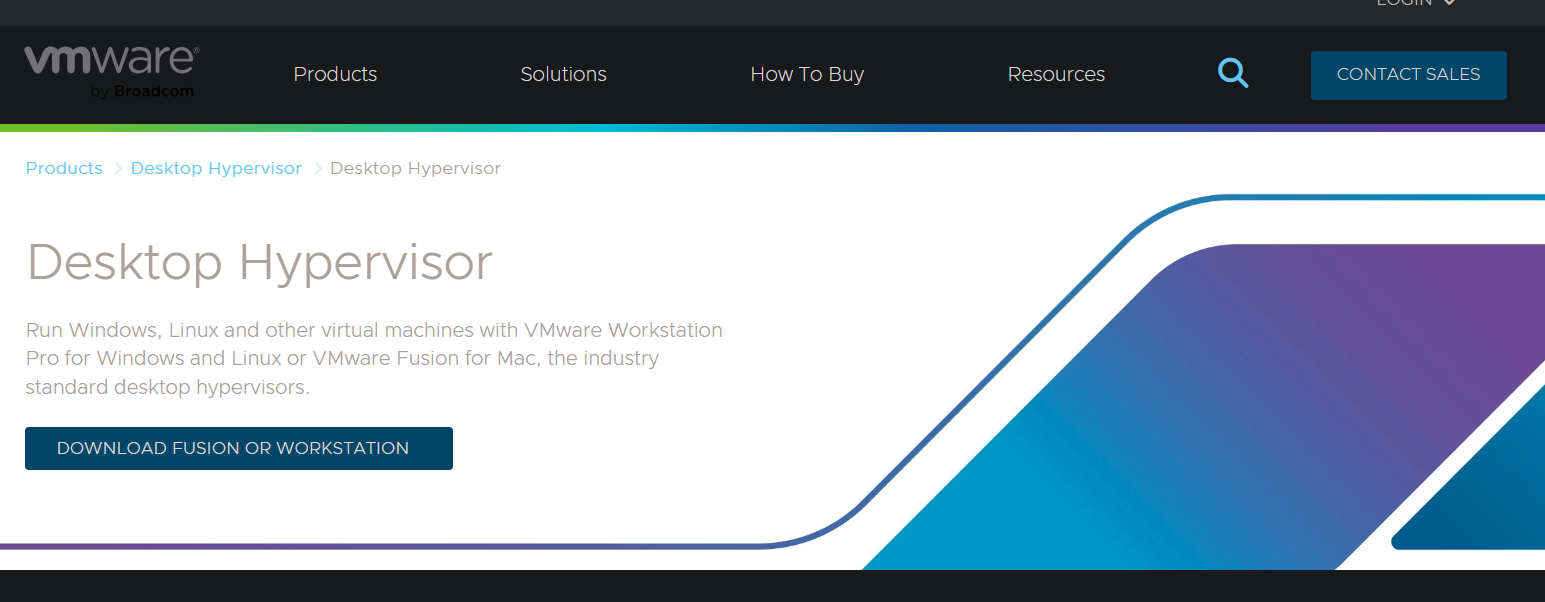 LOGIN
vmware®
by Broadcom
Products
Solutions
How To Buy
Resources
CONTACT SALES
Products
Desktop Hypervisor
Desktop Hypervisor
Desktop Hypervisor
Run Windows, Linux and other virtual machines with VMware Workstation
Pro for Windows and Linux or VMware Fusion for Mac, the industry
standard desktop hypervisors.
DOWNLOAD FUSION OR WORKSTATION